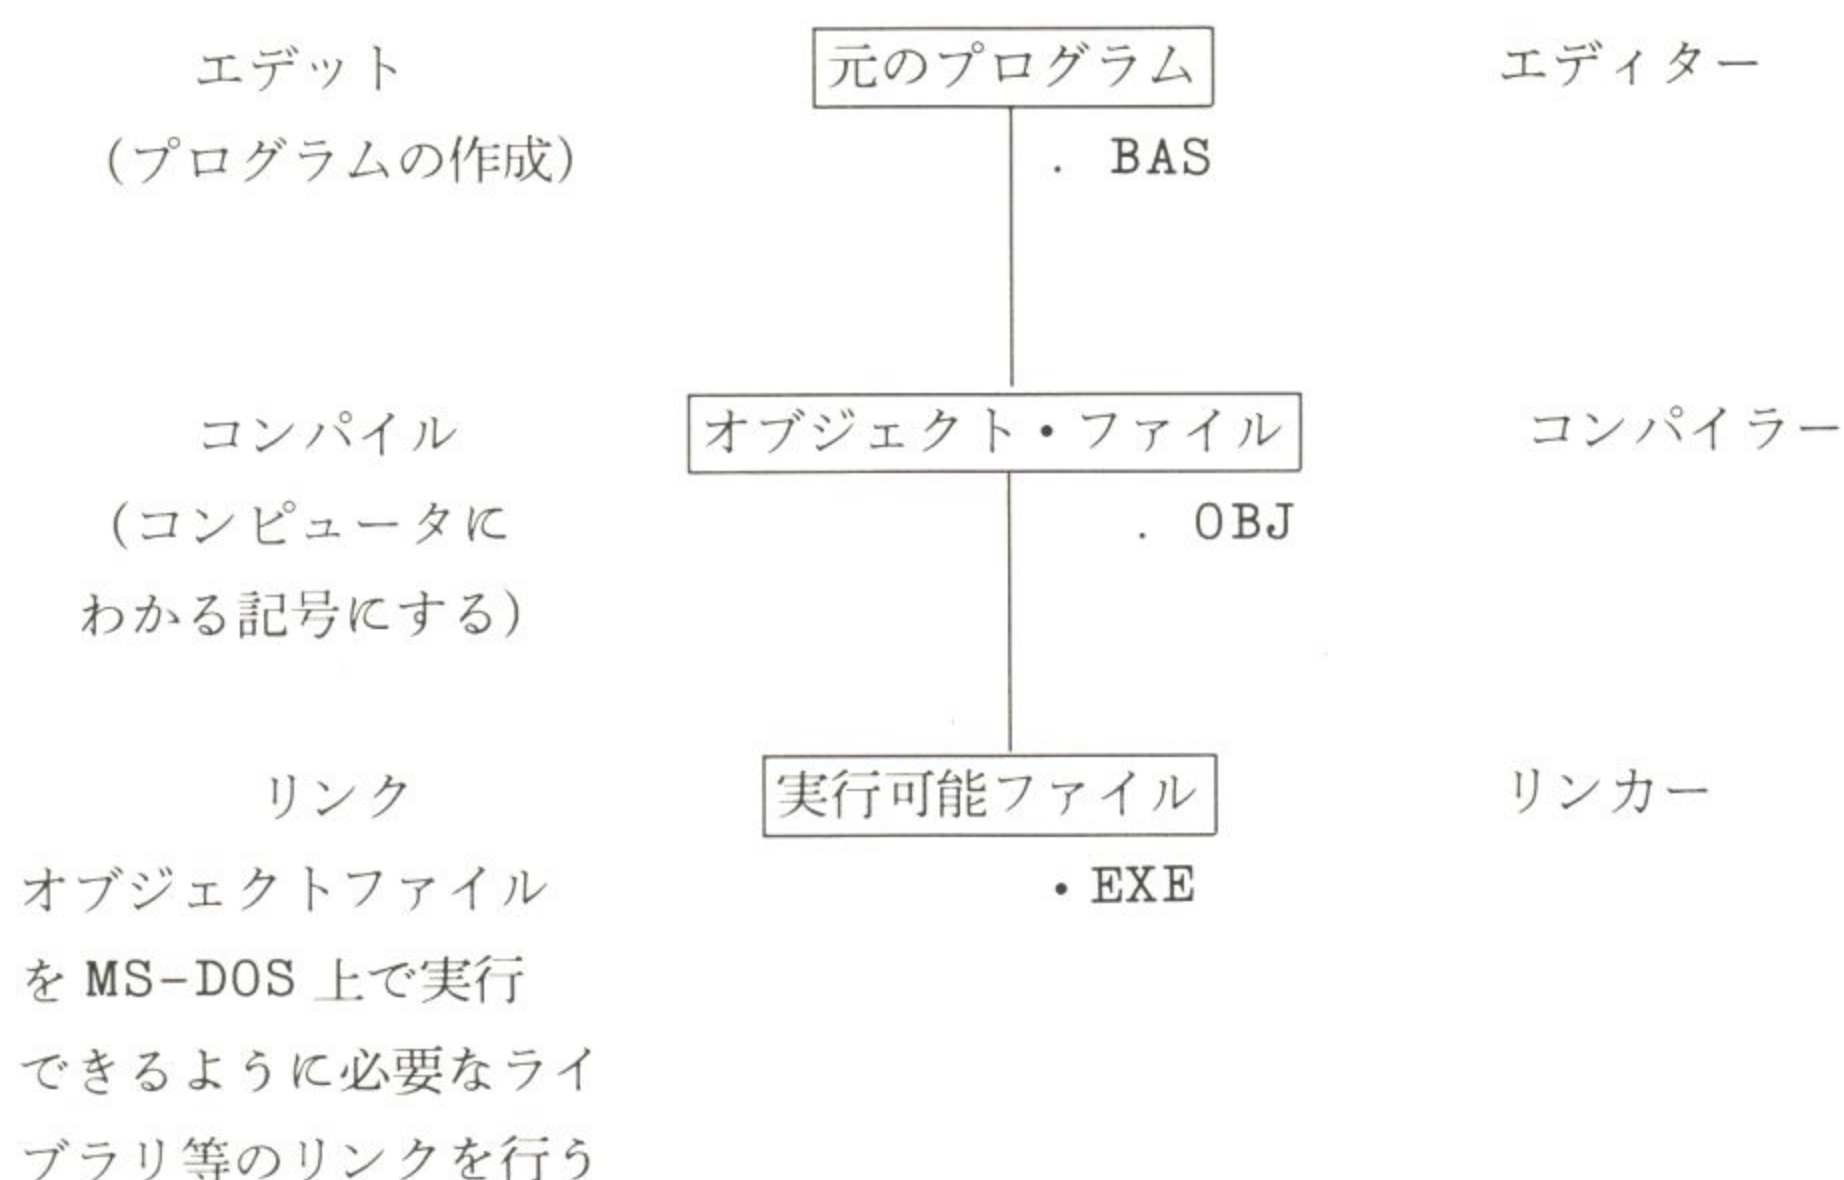 エデット 元のプログラム エディター
(プログラムの作成) . BAS
コンパイル オブジェクト・ファイル コンパイラー
(コンピュータに . OBJ
わかる記号にする)
リンク 実行可能ファイル リンカー
オブジェクトファイル ・EXE
を MS-DOS 上で実行
できるように必要なライ
ブラリ等のリンクを行う